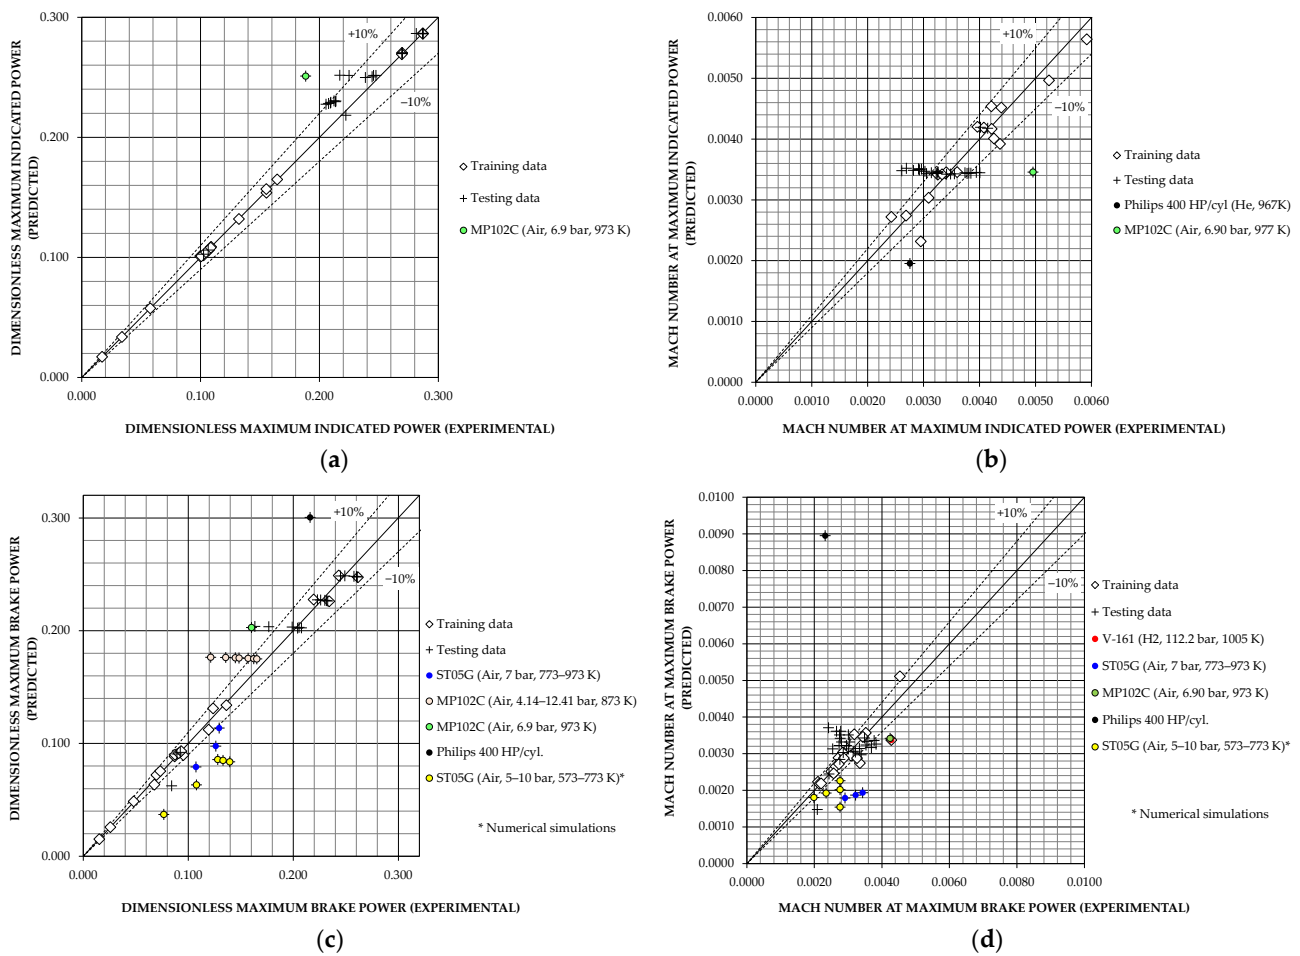 DIMENSIONLESS MAXIMUM INDICATED POWER
(PREDICTED)
0.300
0.200
0.100
0.000
0.000
0.100
0.200
0.300
+10%
−10%
Training data
Testing data
MP102C (Air, 6.9 bar, 973 K)
DIMENSIONLESS MAXIMUM INDICATED POWER (EXPERIMENTAL)
(a)
MACH NUMBER AT MAXIMUM INDICATED POWER
(PREDICTED)
0.0060
0.0050
0.0040
0.0030
0.0020
0.0010
0.0000
0.0000
0.0010
0.0020
0.0030
0.0040
0.0050
0.0060
+10%
−10%
Training data
Testing data
Philips 400 HP/cyl (He, 967K)
MP102C (Air, 6.90 bar, 977 K)
MACH NUMBER AT MAXIMUM INDICATED POWER (EXPERIMENTAL)
(b)
DIMENSIONLESS MAXIMUM BRAKE POWER
(PREDICTED)
0.300
0.200
0.100
0.000
0.000
0.100
0.200
0.300
+10%
−10%
Training data
Testing data
ST05G (Air, 7 bar, 773–973 K)
MP102C (Air, 4.14–12.41 bar, 873 K)
MP102C (Air, 6.9 bar, 973 K)
Philips 400 HP/cyl.
ST05G (Air, 5–10 bar, 573–773 K)*
* Numerical simulations
DIMENSIONLESS MAXIMUM BRAKE POWER (EXPERIMENTAL)
(c)
MACH NUMBER AT MAXIMUM BRAKE POWER
(PREDICTED)
0.0100
0.0090
0.0080
0.0070
0.0060
0.0050
0.0040
0.0030
0.0020
0.0010
0.0000
0.0000
0.0020
0.0040
0.0060
0.0080
0.0100
+10%
−10%
Training data
Testing data
V-161 (H2, 112.2 bar, 1005 K)
ST05G (Air, 7 bar, 773–973 K)
MP102C (Air, 6.90 bar, 973 K)
Philips 400 HP/cyl.
ST05G (Air, 5–10 bar, 573–773 K)*
* Numerical simulations
MACH NUMBER AT MAXIMUM BRAKE POWER (EXPERIMENTAL)
(d)